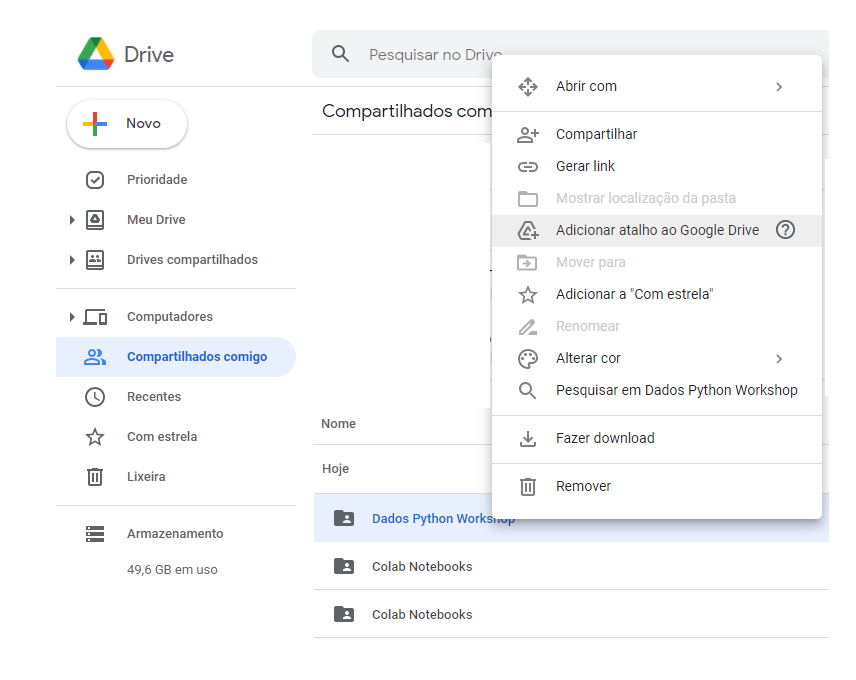 Drive
Pesquisar no Drive
Novo
Compartilhados com
Prioridade
Meu Drive
Drives compartilhados
Computadores
Compartilhados comigo
Recentes
Com estrela
Lixeira
Armazenamento
49,6 GB em uso
Abrir com
Compartilhar
Gerar link
Mostrar localização da pasta
Adicionar atalho ao Google Drive
Mover para
Adicionar a "Com estrela"
Renomear
Alterar cor
Pesquisar em Dados Python Workshop
Fazer download
Remover
Nome
Hoje
Dados Python Workshop
Colab Notebooks
Colab Notebooks